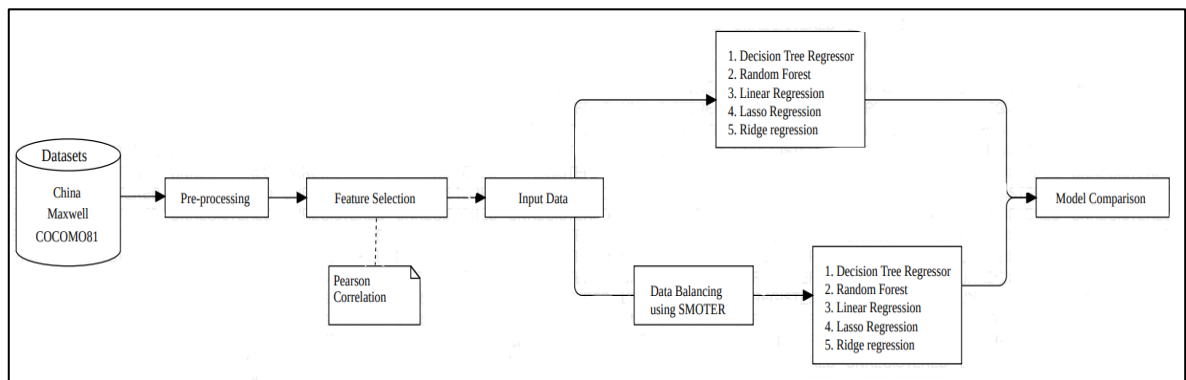 Datasets
China
Maxwell
COCOMO81
Pre-processing
Feature Selection
Pearson
Correlation
Input Data
1. Decision Tree Regressor
2. Random Forest
3. Linear Regression
4. Lasso Regression
5. Ridge regression
Data Balancing
using SMOTER
1. Decision Tree Regressor
2. Random Forest
3. Linear Regression
4. Lasso Regression
5. Ridge regression
Model Comparison